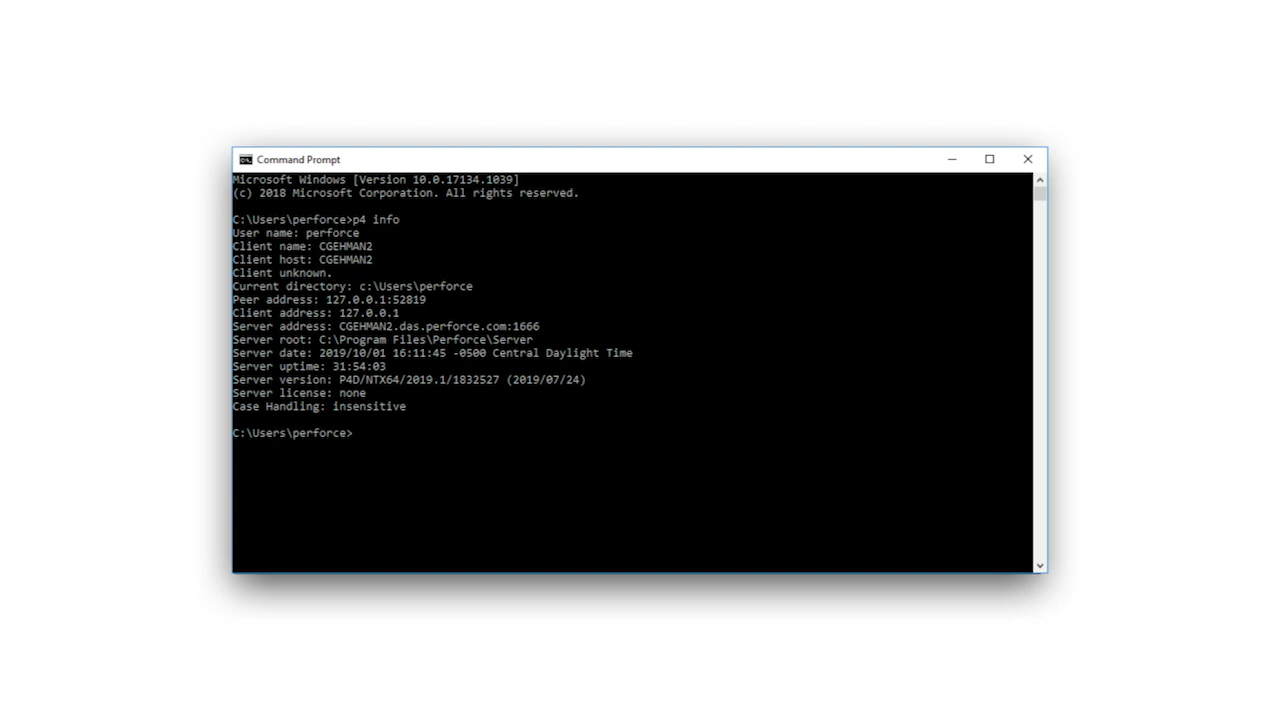 Command Prompt
Microsoft Windows [Version 10.0.17134.1039]
(c) 2018 Microsoft Corporation. All rights reserved.
C:\Users\perforce>p4 info
User name: perforce
Client name: CGEHMAN2
Client host: CGEHMAN2
Client unknown.
Current directory: c:\Users\perforce
Peer address: 127.0.0.1:52819
Client address: 127.0.0.1
Server address: CGEHMAN2.das.perforce.com:1666
Server root: C:\Program Files\Perforce\Server
Server date: 2019/10/01 16:11:45 -0500 Central Daylight Time
Server uptime: 31:54:03
Server version: P4D/NTX64/2019.1/1832527 (2019/07/24)
Server license: none
Case Handling: insensitive
C:\Users\perforce>